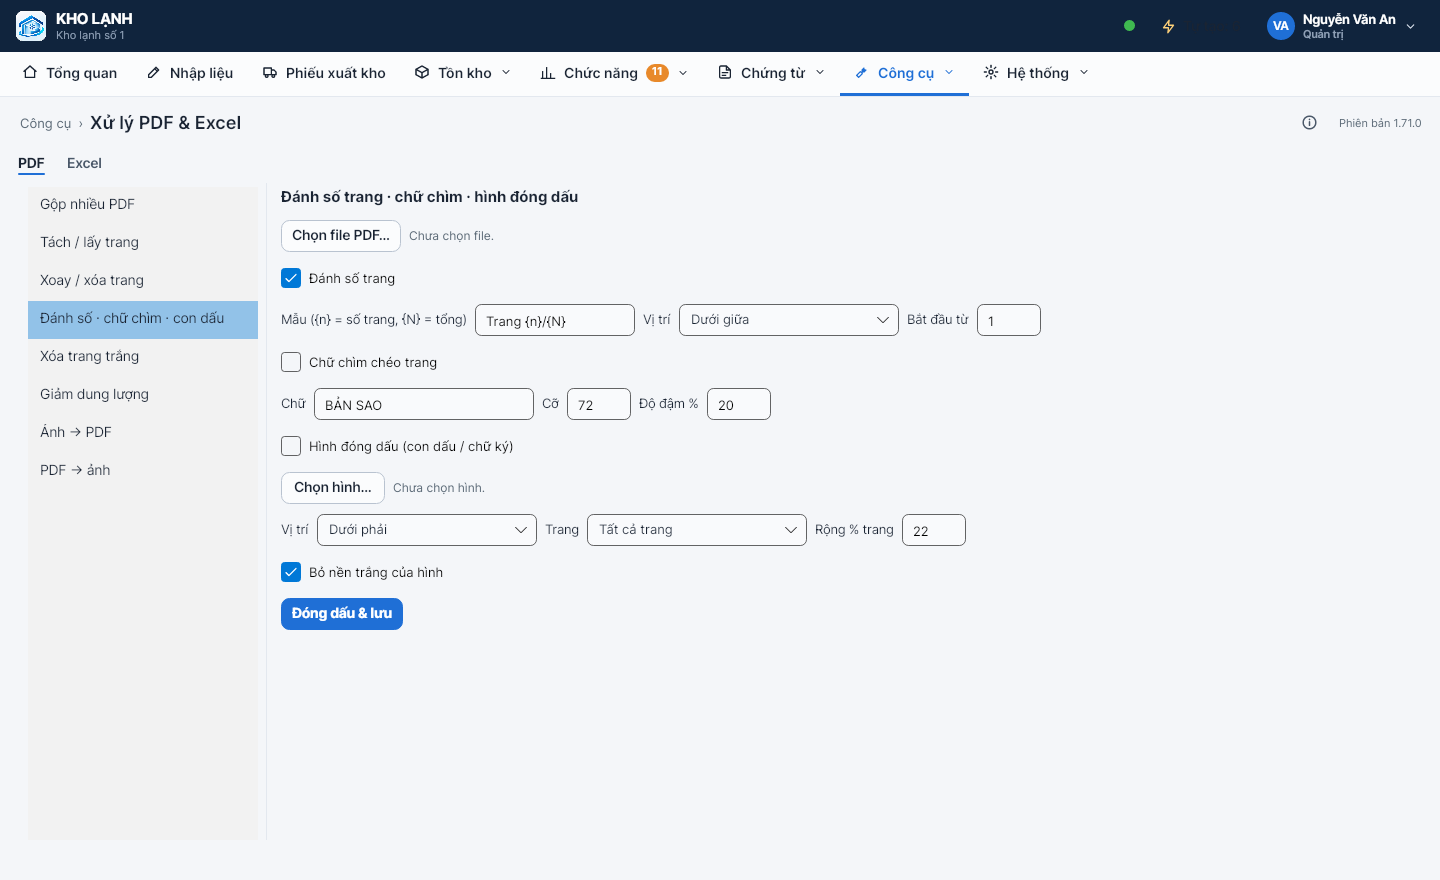 KHO LẠNH
Kho lạnh số 1
VA
Nguyễn Văn An
Quản trị
Tổng quan
Nhập liệu
Phiếu xuất kho
Tồn kho
Chức năng 11
Chứng từ
Công cụ
Hệ thống
Công cụ › Xử lý PDF & Excel
Phiên bản 1.71.0
PDF
Excel
Gộp nhiều PDF
Tách / lấy trang
Xoay / xóa trang
Đánh số · chữ chìm · con dấu
Xóa trang trắng
Giảm dung lượng
Ảnh → PDF
PDF → ảnh
Đánh số trang · chữ chìm · hình đóng dấu
Chọn file PDF... Chưa chọn file.
Đánh số trang
Mẫu ({n} = số trang, {N} = tổng) Trang {n}/{N} Vị trí Dưới giữa Bắt đầu từ 1
Chữ chìm chéo trang
Chữ BẢN SAO Cỡ 72 Độ đậm % 20
Hình đóng dấu (con dấu / chữ ký)
Chọn hình... Chưa chọn hình.
Vị trí Dưới phải Trang Tất cả trang Rộng % trang 22
Bỏ nền trắng của hình
Đóng dấu & lưu